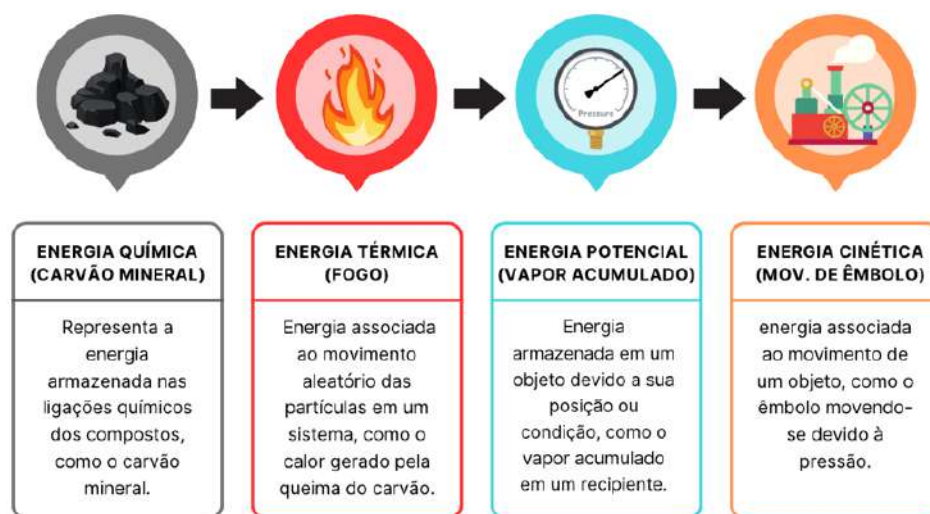 Pressure
ENERGIA QUÍMICA
(CARVÃO MINERAL)
Representa a
energia
armazenada nas
ligações químicos
dos compostos,
como o carvão
mineral.
ENERGIA TÉRMICA
(FOGO)
Energia associada
ao movimento
aleatório das
partículas em um
sistema, como o
calor gerado pela
queima do carvão.
ENERGIA POTENCIAL
(VAPOR ACUMULADO)
Energia
armazenada em um
objeto devido a sua
posição ou
condição, como o
vapor acumulado
em um recipiente.
ENERGIA CINÉTICA
(MOV. DE ÊMBOLO)
energia associada
ao movimento de
um objeto, como o
êmbolo movendo-
se devido à
pressão.